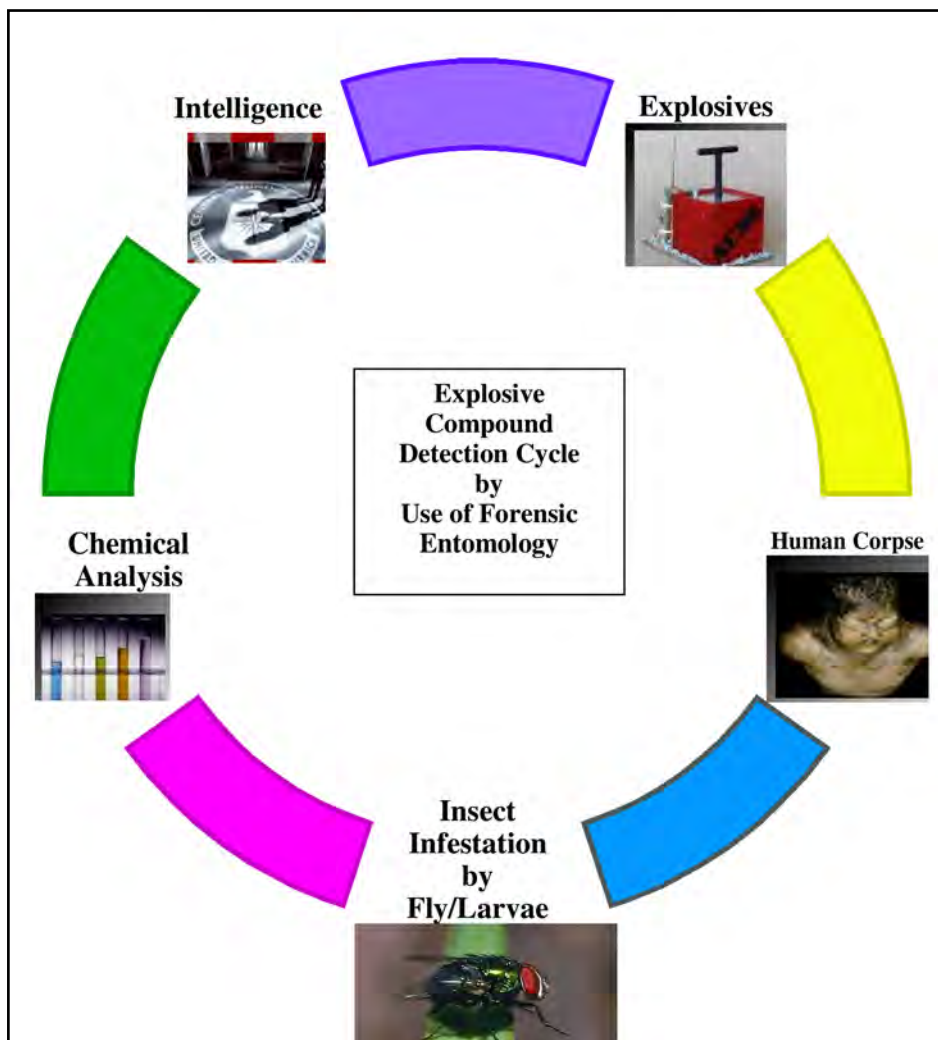 Intelligence
Explosives
Explosive
Compound
Detection Cycle
by
Use of Forensic
Entomology
Chemical
Analysis
Human Corpse
Insect
Infestation
by
Fly/Larvae